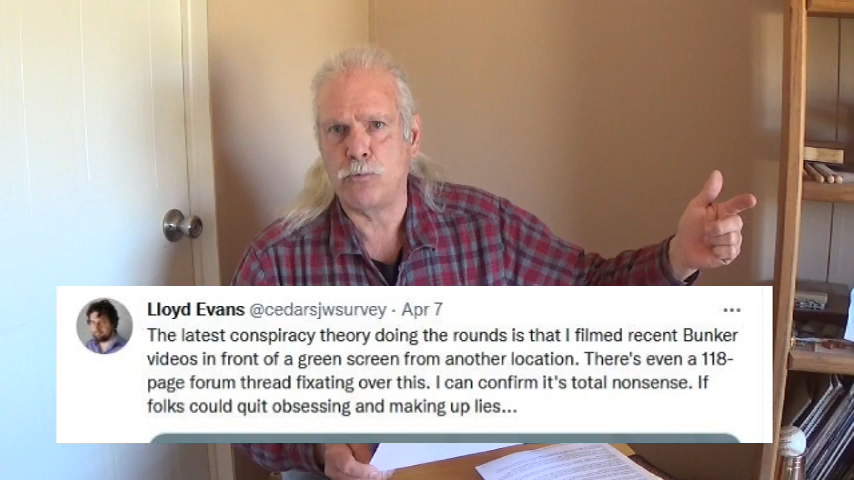 Lloyd Evans @cedarsjwsurvey · Apr 7
The latest conspiracy theory doing the rounds is that I filmed recent Bunker
videos in front of a green screen from another location. There's even a 118-
page forum thread fixating over this. I can confirm it's total nonsense. If
folks could quit obsessing and making up lies...